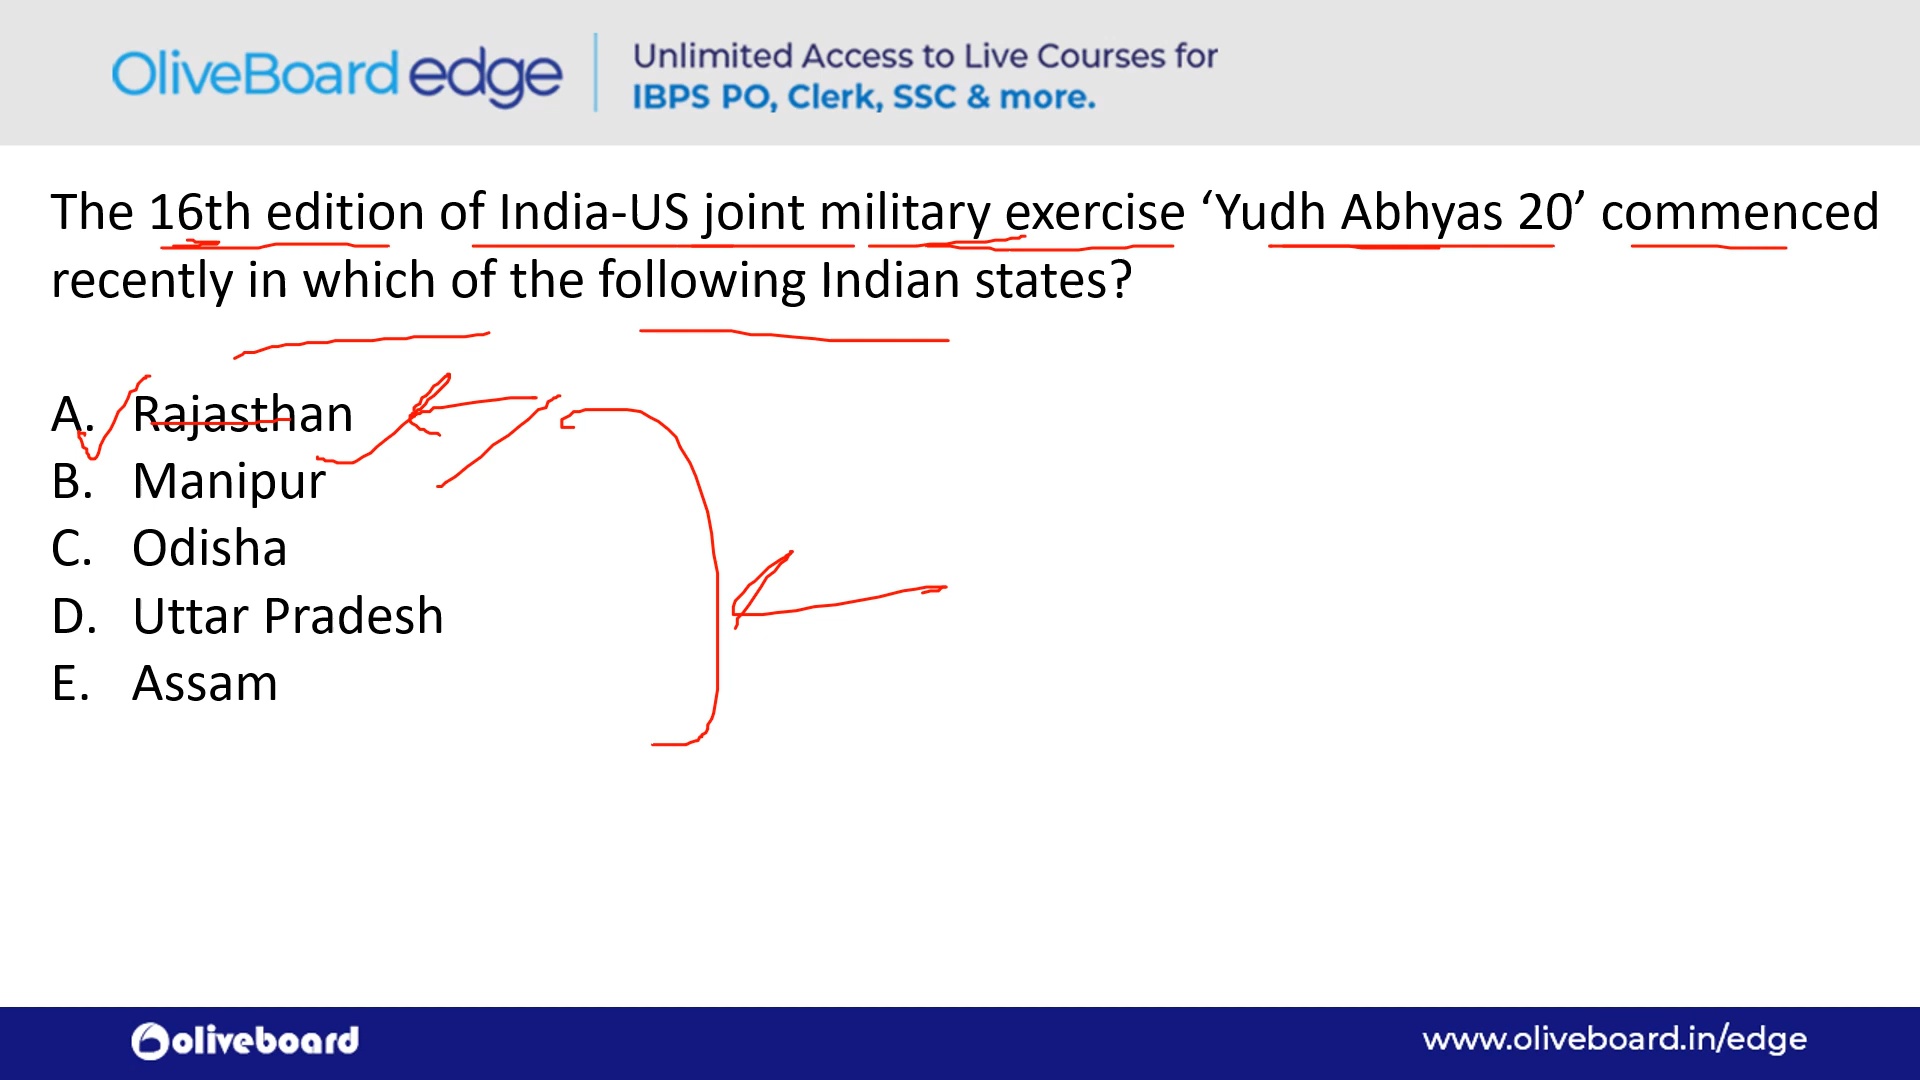 OliveBoard edge
Unlimited Access to Live Courses for
IBPS PO, Clerk, SSC & more.
The 16th edition of India-US joint military exercise ‘Yudh Abhyas 20’ commenced
recently in which of the following Indian states?
A. Rajasthan
B. Manipur
C. Odisha
D. Uttar Pradesh
E. Assam
oliveboard
www.oliveboard.in/edge